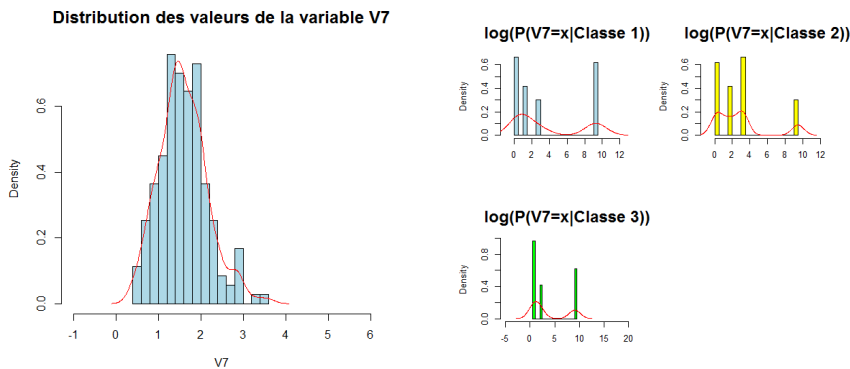 Distribution des valeurs de la variable V7
Density
0.0 0.2 0.4 0.6
-1 0 1 2 3 4 5 6
V7
log(P(V7=x|Classe 1))
Density
0.0 0.2 0.4 0.6
0 2 4 6 8 10 12
log(P(V7=x|Classe 2))
Density
0.0 0.2 0.4 0.6
0 2 4 6 8 10 12
log(P(V7=x|Classe 3))
Density
0.0 0.4 0.8
-5 0 5 10 15 20